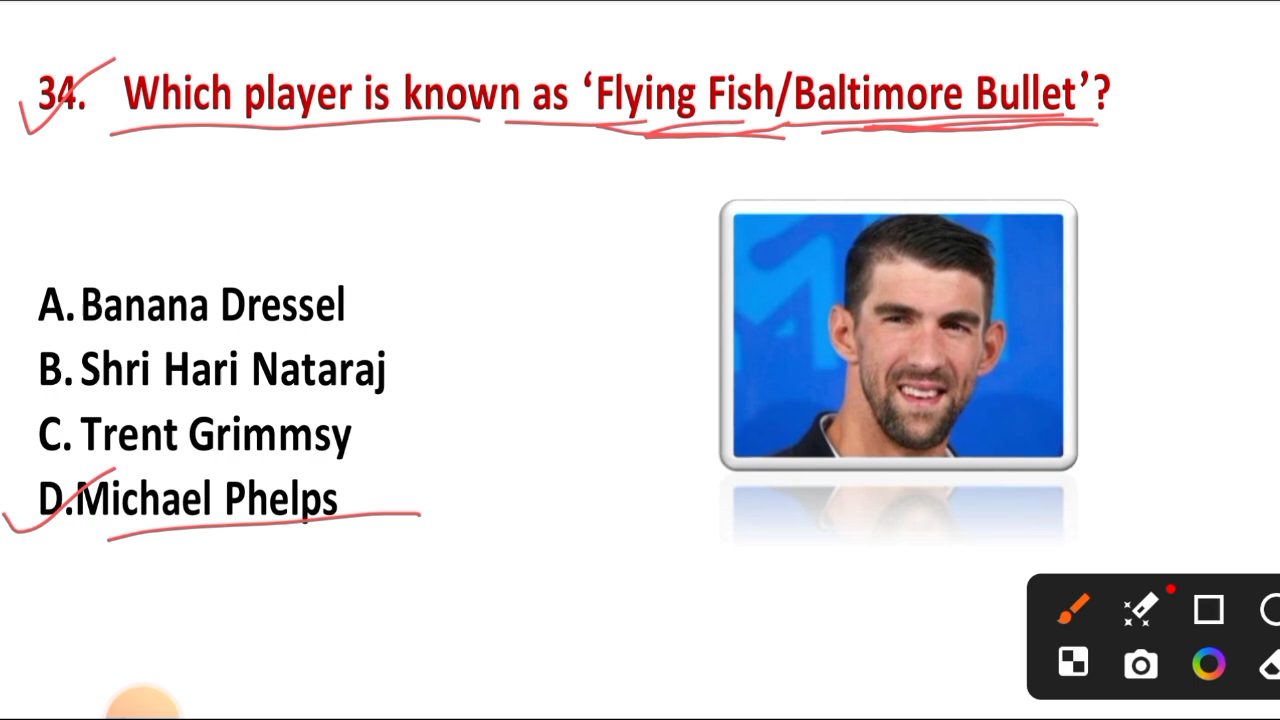 34. Which player is known as ‘Flying Fish/Baltimore Bullet’?
A. Banana Dressel
B. Shri Hari Nataraj
C. Trent Grimmsy
D.Michael Phelps